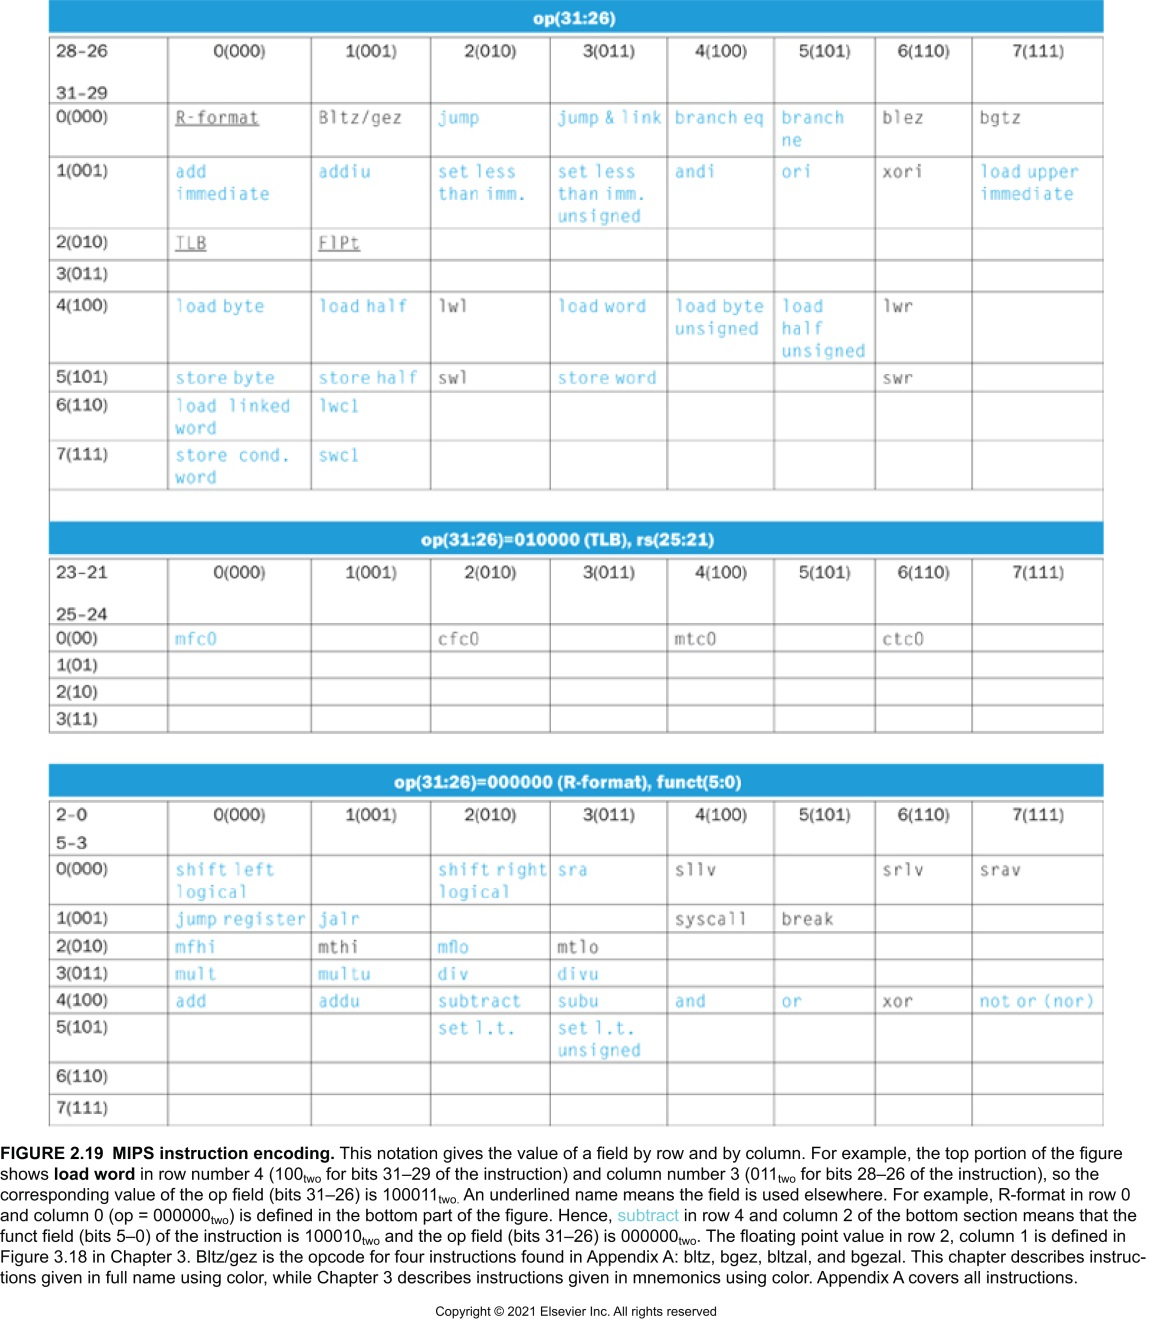 op(31:26)
28–26 0(000) 1(001) 2(010) 3(011) 4(100) 5(101) 6(110) 7(111)
31–29
0(000) R-format Bltz/gez jump jump & link branch eq branch blez bgtz
ne
1(001) add addiu set less set less andi ori xori load upper
immediate than imm. than imm. immediate
unsigned
2(010) TLB FlPt
3(011)
4(100) load byte load half lwl load word load byte load lwr
unsigned half
unsigned
5(101) store byte store half swl store word swr
6(110) load linked lwc1
word
7(111) store cond. swc1
word
op(31:26)=010000 (TLB), rs(25:21)
23–21 0(000) 1(001) 2(010) 3(011) 4(100) 5(101) 6(110) 7(111)
25–24
0(00) mfc0 cfc0 mtc0 ctc0
1(01)
2(10)
3(11)
op(31:26)=000000 (R-format), funct(5:0)
2–0 0(000) 1(001) 2(010) 3(011) 4(100) 5(101) 6(110) 7(111)
5–3
0(000) shift left shift right sra sllv srlv srav
logical logical
1(001) jump register jalr syscall break
2(010) mfhi mthi mflo mtlo
3(011) mult multu div divu
4(100) add addu subtract subu and or xor not or (nor)
5(101) set l.t. set l.t.
unsigned
6(110)
7(111)
FIGURE 2.19 MIPS instruction encoding. This notation gives the value of a field by row and by column. For example, the top portion of the figure
shows load word in row number 4 (100two for bits 31–29 of the instruction) and column number 3 (011two for bits 28–26 of the instruction), so the
corresponding value of the op field (bits 31–26) is 100011two. An underlined name means the field is used elsewhere. For example, R-format in row 0
and column 0 (op = 000000two) is defined in the bottom part of the figure. Hence, subtract in row 4 and column 2 of the bottom section means that the
funct field (bits 5–0) of the instruction is 100010two and the op field (bits 31–26) is 000000two. The floating point value in row 2, column 1 is defined in
Figure 3.18 in Chapter 3. Bltz/gez is the opcode for four instructions found in Appendix A: bltz, bgez, bltzal, and bgezal. This chapter describes instruc-
tions given in full name using color, while Chapter 3 describes instructions given in mnemonics using color. Appendix A covers all instructions.
Copyright © 2021 Elsevier Inc. All rights reserved